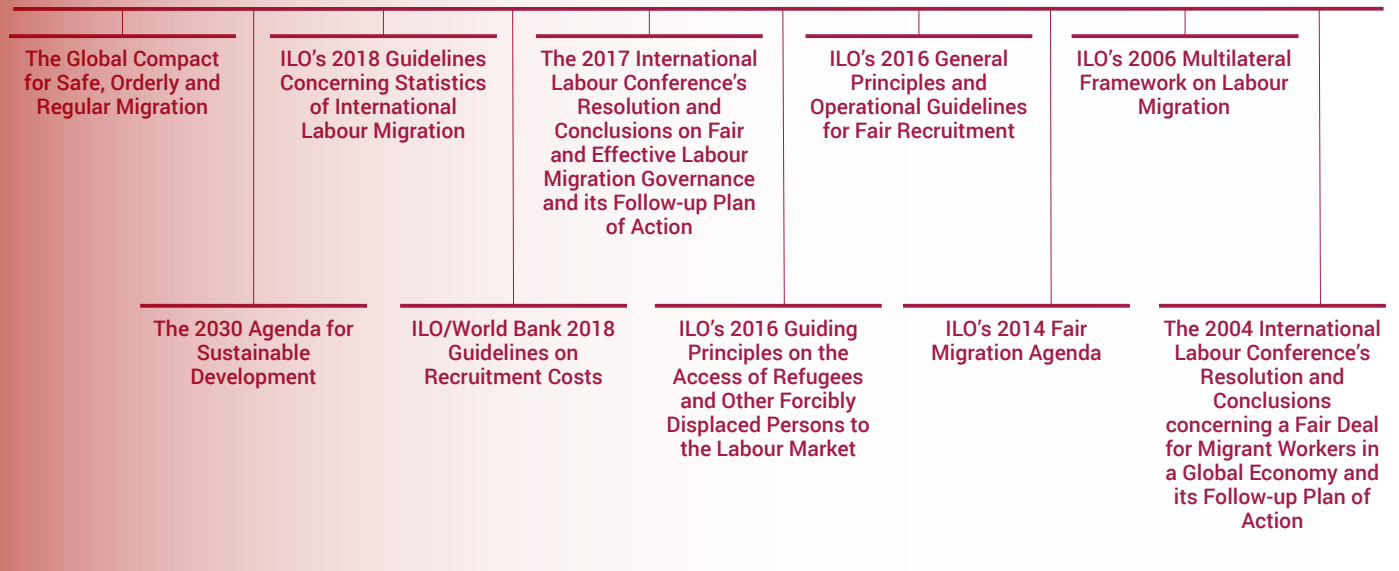 The Global Compact
for Safe, Orderly and
Regular Migration
ILO's 2018 Guidelines
Concerning Statistics
of International
Labour Migration
The 2017 International
Labour Conference's
Resolution and
Conclusions on Fair
and Effective Labour
Migration Governance
and its Follow-up Plan
of Action
ILO's 2016 General
Principles and
Operational Guidelines
for Fair Recruitment
ILO's 2006 Multilateral
Framework on Labour
Migration
The 2030 Agenda for
Sustainable
Development
ILO/World Bank 2018
Guidelines on
Recruitment Costs
ILO's 2016 Guiding
Principles on the
Access of Refugees
and Other Forcibly
Displaced Persons to
the Labour Market
ILO's 2014 Fair
Migration Agenda
The 2004 International
Labour Conference's
Resolution and
Conclusions
concerning a Fair Deal
for Migrant Workers in
a Global Economy and
its Follow-up Plan of
Action